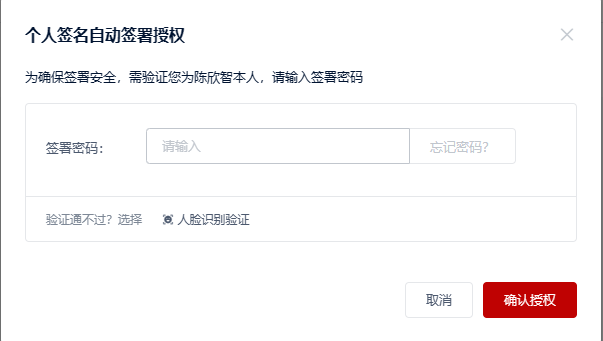 个人签名自动签署授权
为确保签署安全，需验证您为陈欣智本人，请输入签署密码
签署密码：
请输入
忘记密码？
验证通不过？选择
人脸识别验证
取消
确认授权